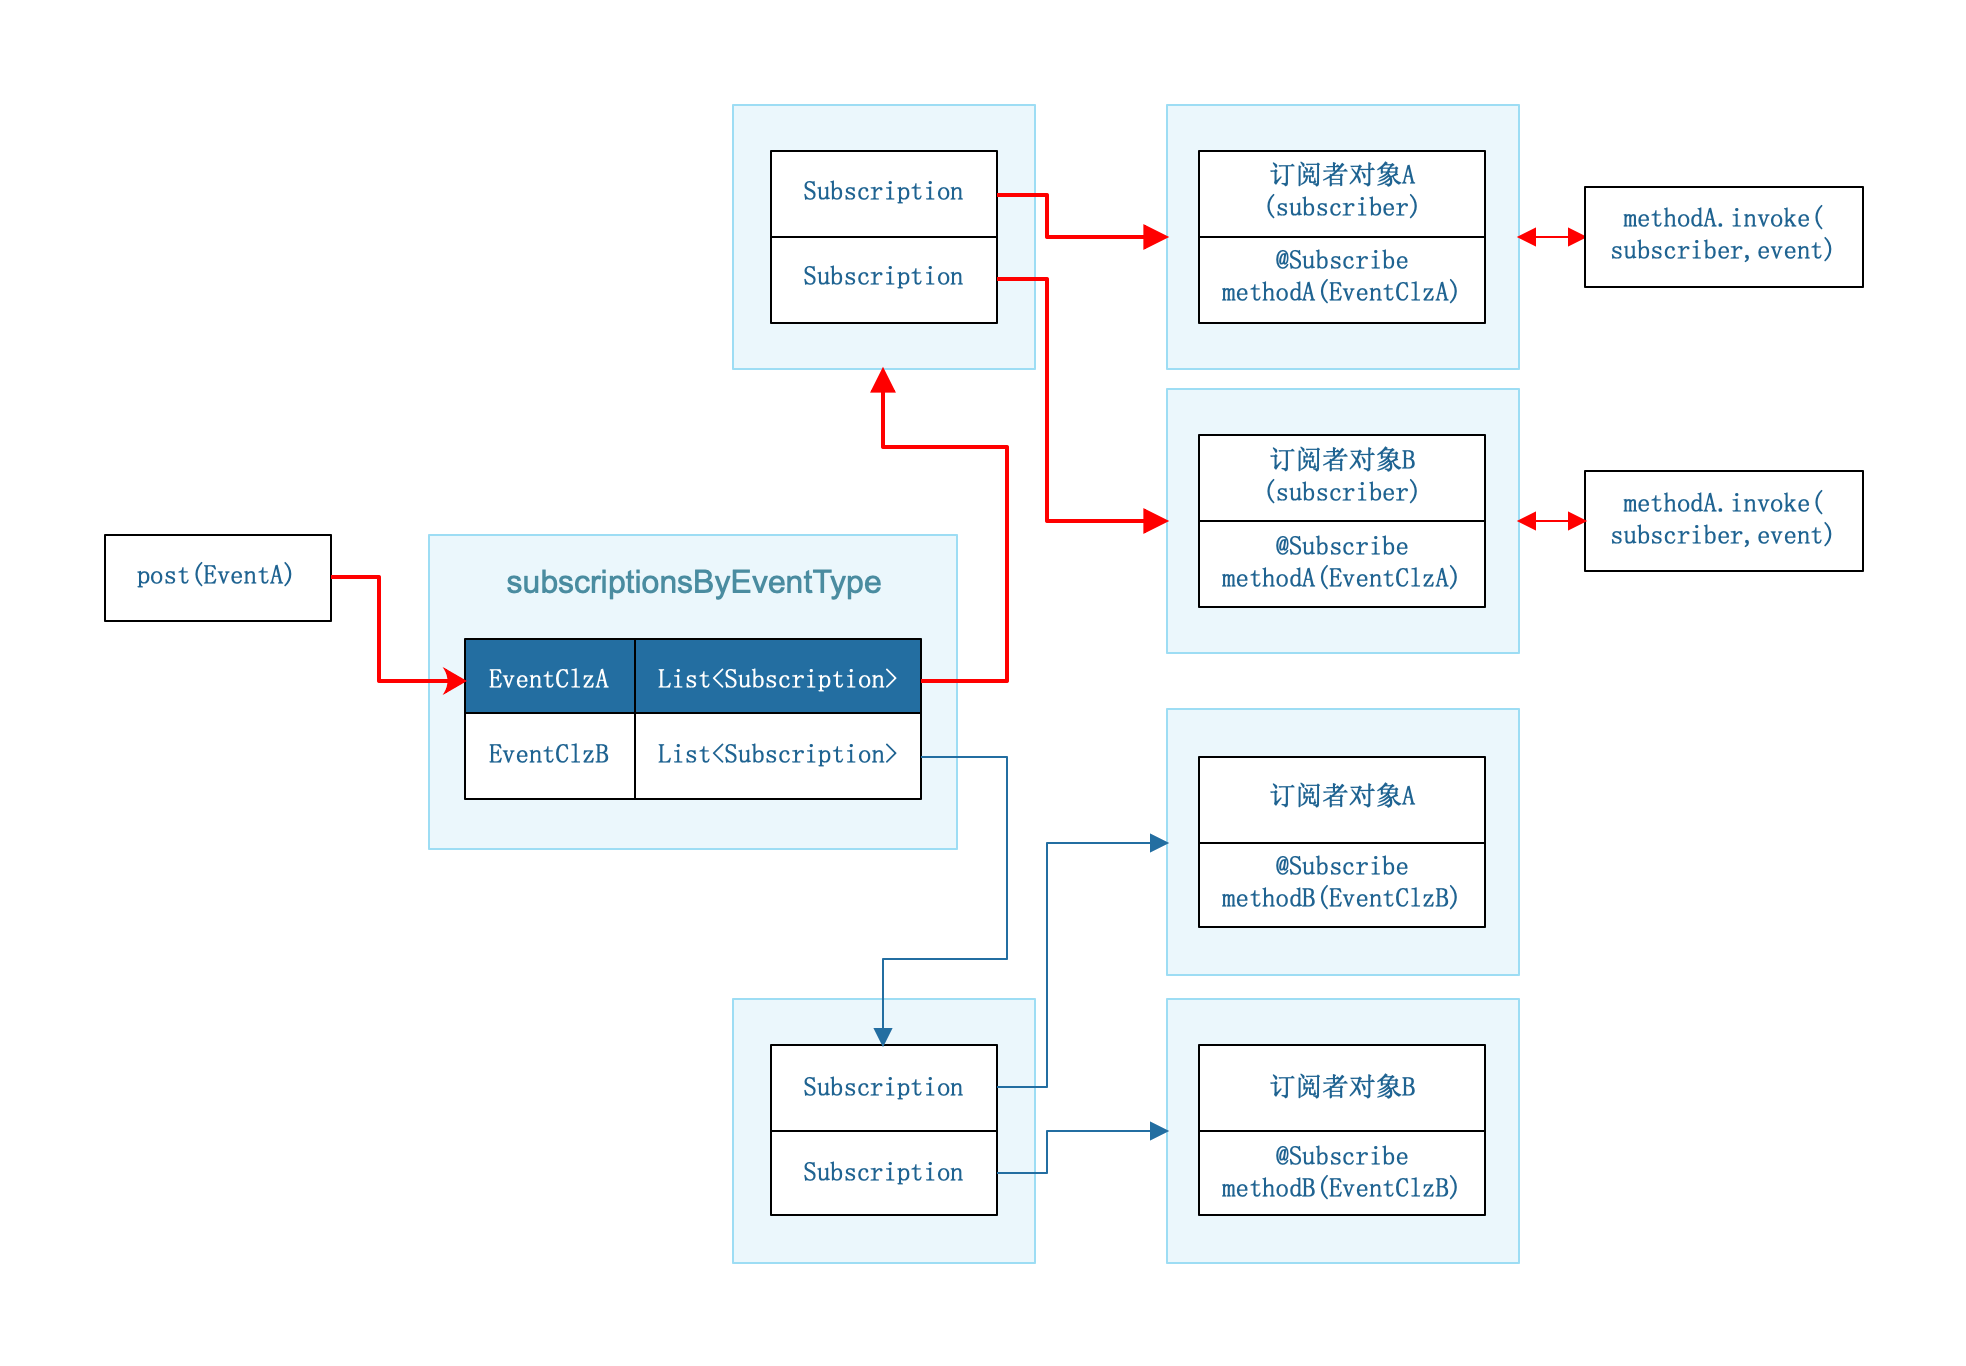 Subscription
Subscription
订阅者对象A
(subscriber)
@Subscribe
methodA(EventClzA)
methodA.invoke(
subscriber,event)
订阅者对象B
(subscriber)
@Subscribe
methodA(EventClzA)
methodA.invoke(
subscriber,event)
post(EventA)
subscriptionsByEventType
EventClzA
List<Subscription>
EventClzB
List<Subscription>
订阅者对象A
@Subscribe
methodB(EventClzB)
Subscription
Subscription
订阅者对象B
@Subscribe
methodB(EventClzB)